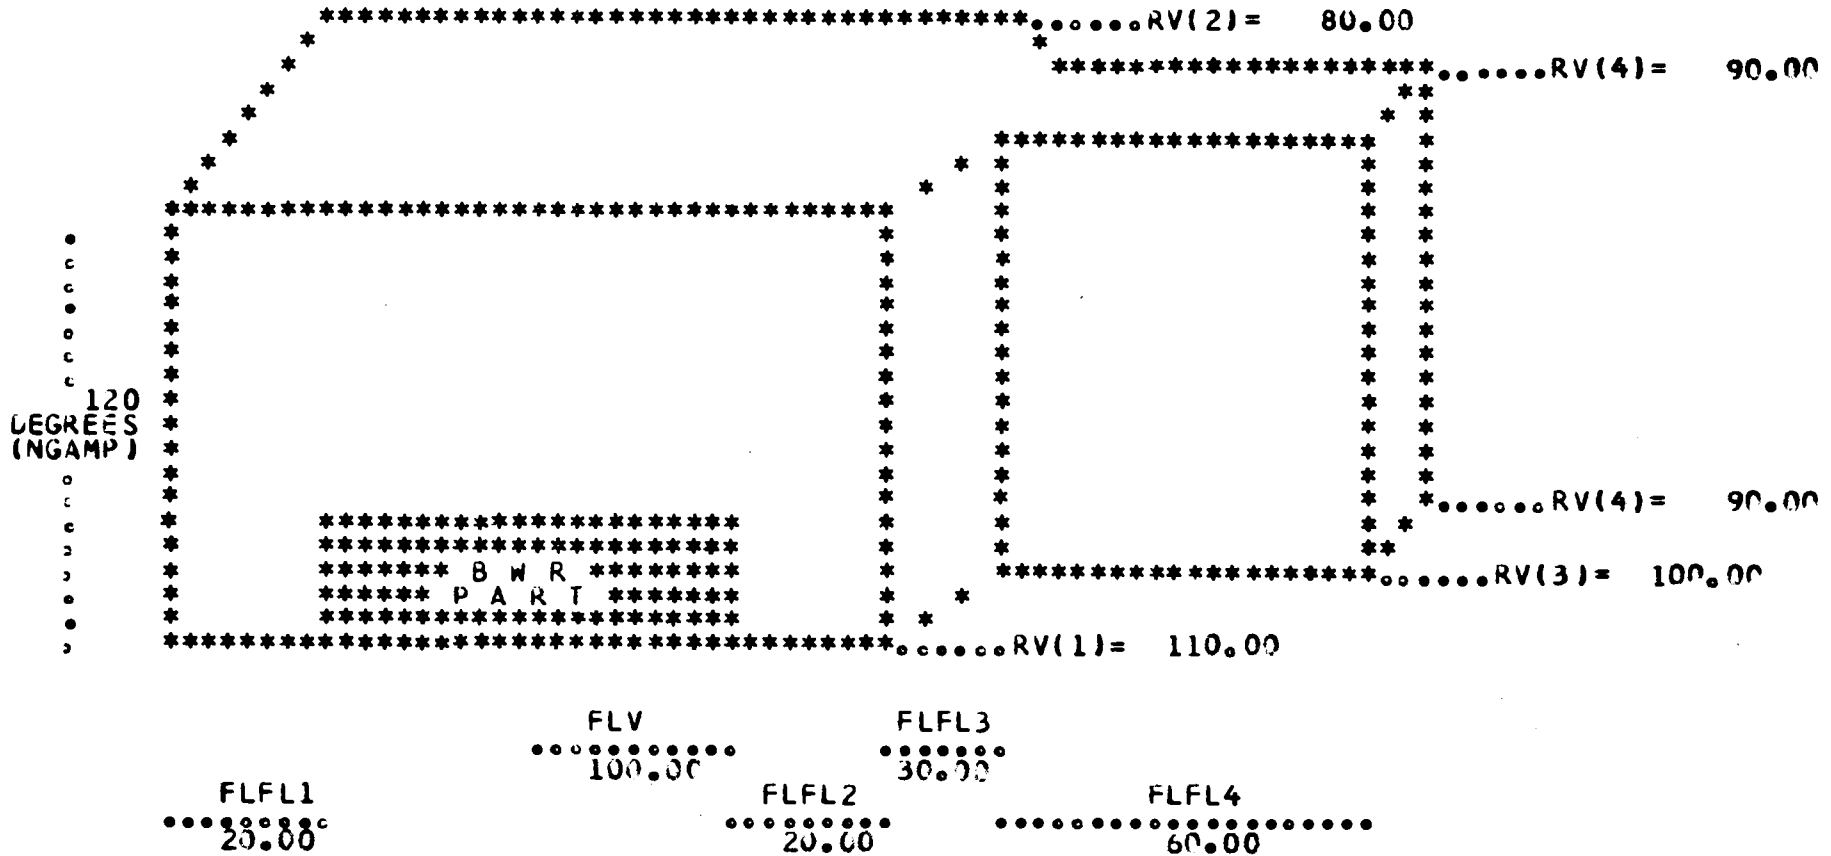 RV(2)= 80.00
RV(4)= 90.00
120
DEGREES
(NGAMP)
RV(4)= 90.00
B W R
RV(3)= 100.00
P A R T
RV(1)= 110.00
FLV FLFL3
100.00 30.00
FLFL1 FLFL2 FLFL4
20.00 20.00 60.00